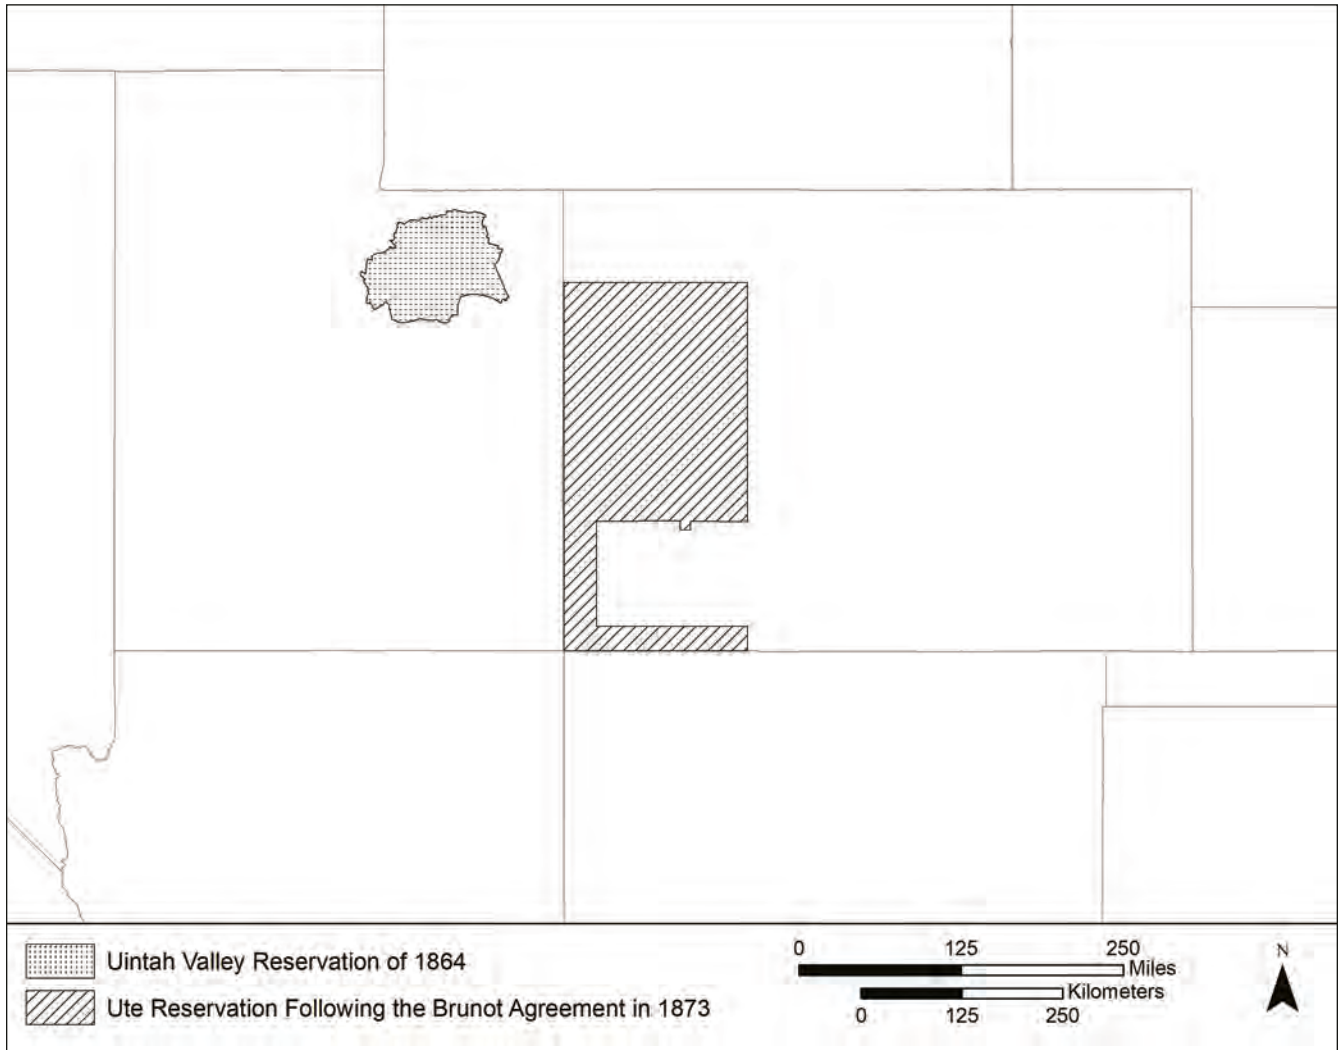 Uintah Valley Reservation of 1864
Ute Reservation Following the Brunot Agreement in 1873
0 125 250
Miles
Kilometers
0 125 250
N